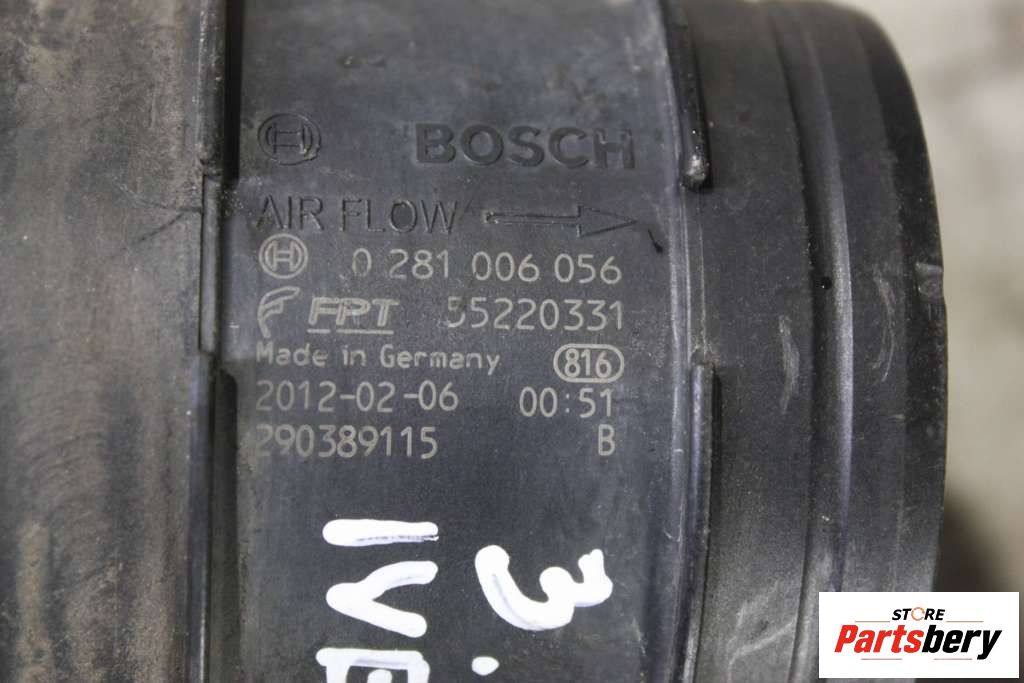 BOSCH
AIR FLOW
0 281 006 056
FPT 55220331
Made in Germany 816
2012-02-06 00:51
290389115 B
3.
IVE
STORE
Partsbery